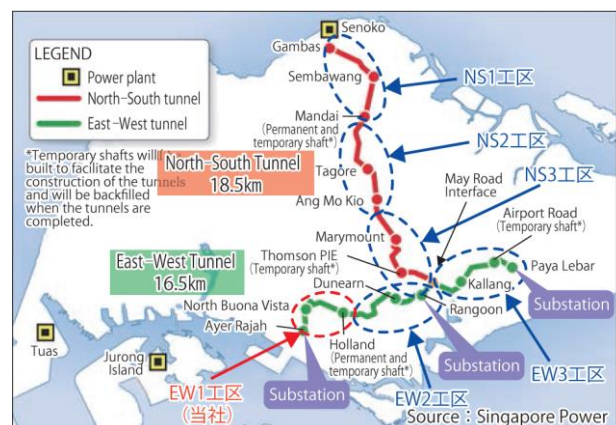 Senoko
LEGEND
Power plant
North-South tunnel
East-West tunnel
*Temporary shafts will
built to facilitate the
construction of the tunnels
and will be backfilled
when the tunnels are
completed.
North-South Tunnel
18.5km
East-West Tunnel
16.5km
Gambas
Sembawang
Mandai
(Permanent and
temporary shaft*)
Tagore
Ang Mo Kio
Marymount
Thomson PIE
(Temporary shaft*)
Dunearn
NS1工区
NS2工区
NS3工区
May Road
Interface
Airport Road
(Temporary shaft*)
Paya Lebar
Kallang
Rangoon
Substation
North Buona Vista
Ayer Rajah
Holland
(Permanent and
temporary shaft*)
Substation
Substation
Tuas
Jurong
Island
EW1工区
(当社)
EW2工区
EW3工区
Source：Singapore Power